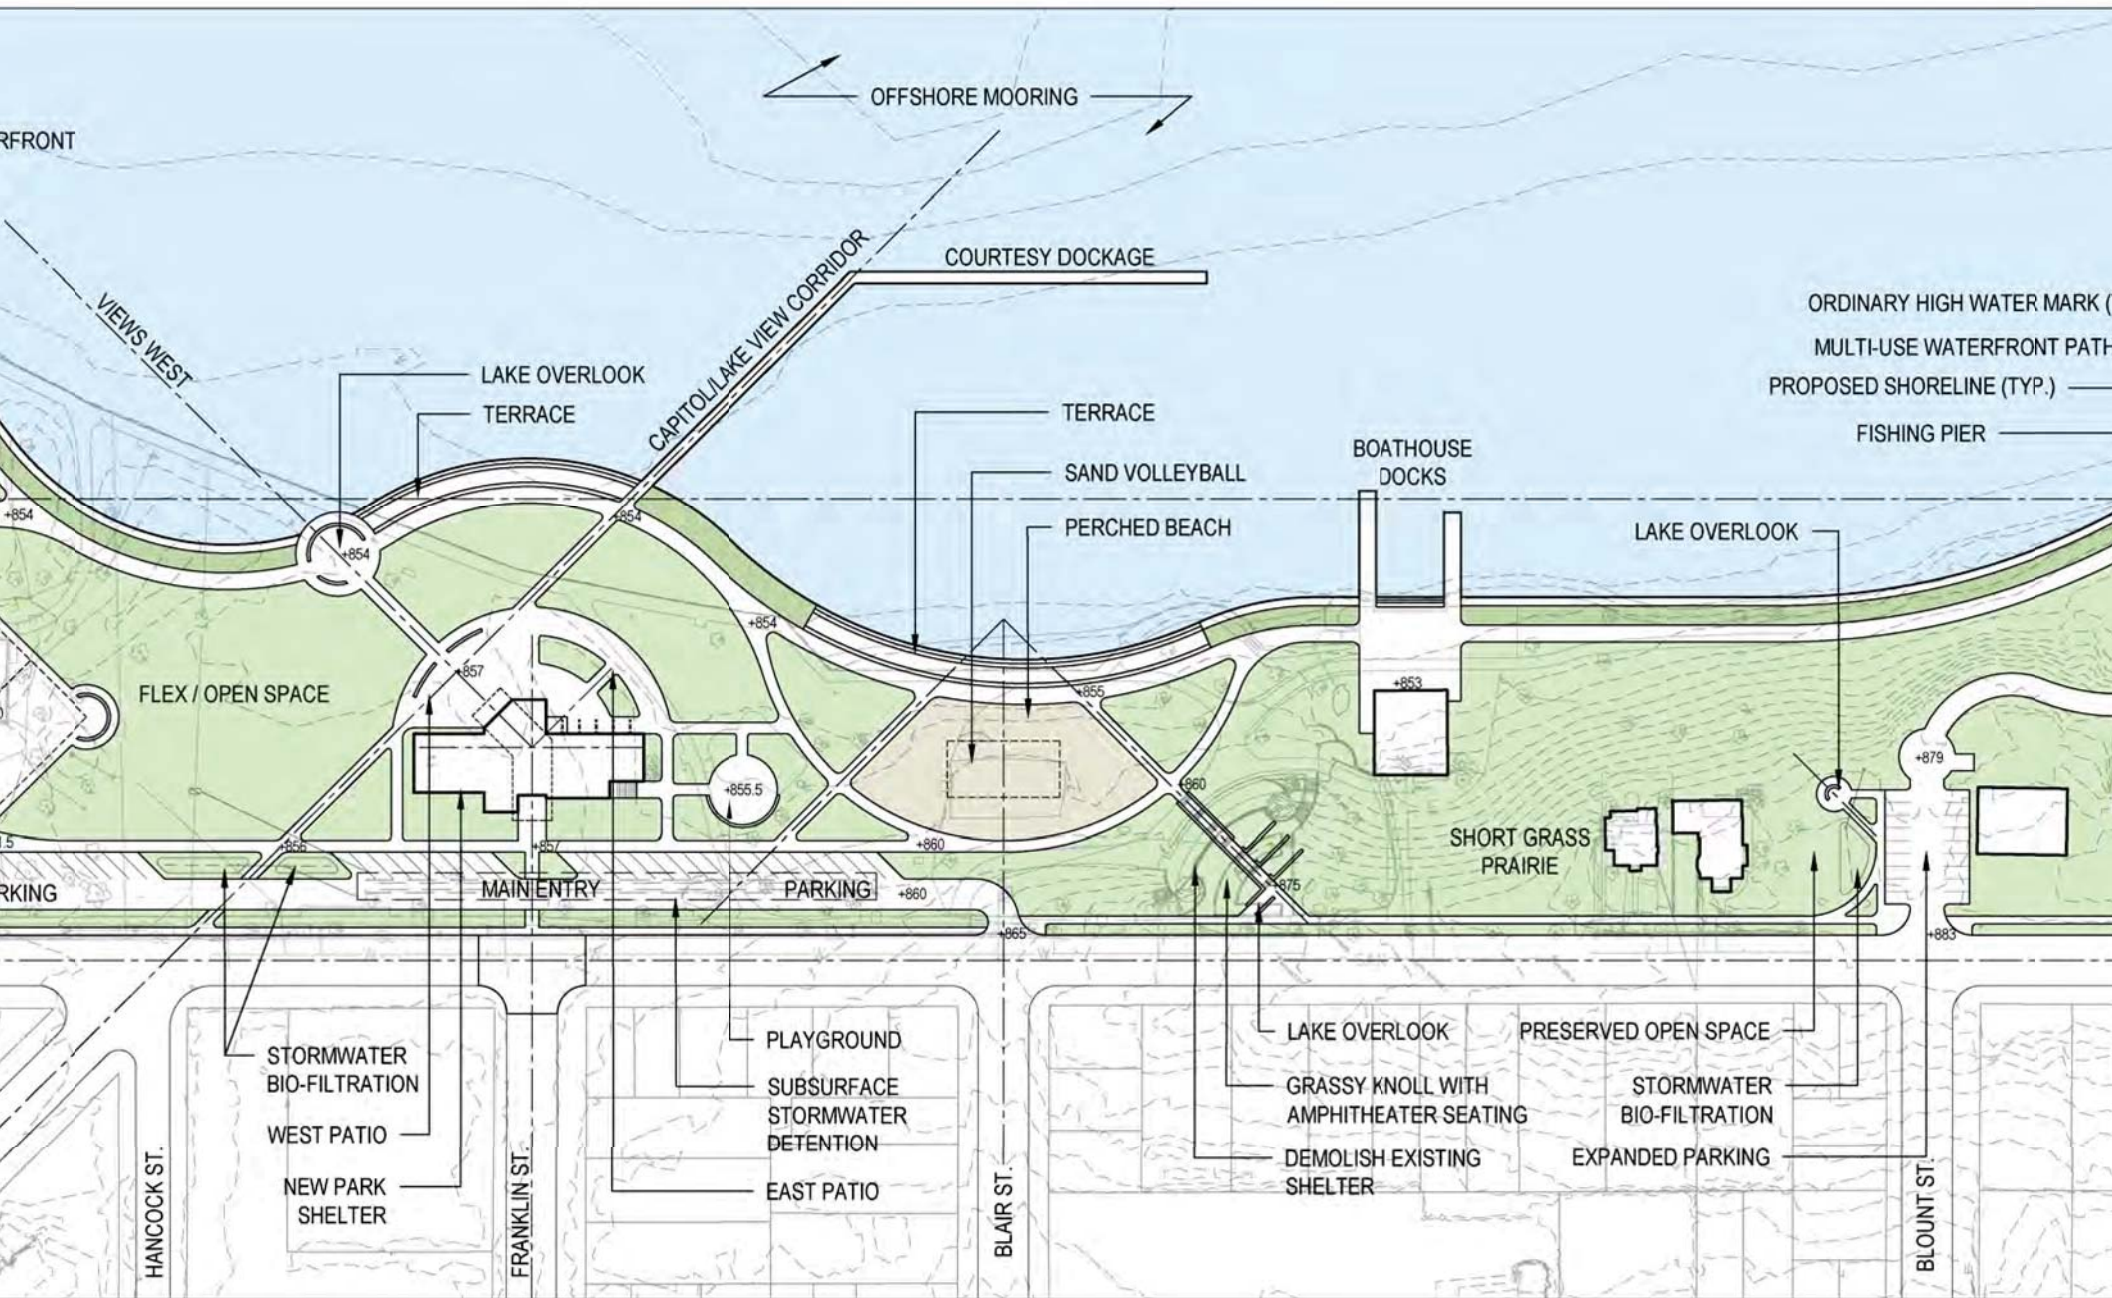 OFFSHORE MOORING
RFRONT
CAPITOL/LAKE VIEW CORRIDOR
COURTESY DOCKAGE
VIEWS WEST
ORDINARY HIGH WATER MARK (
MULTI-USE WATERFRONT PATH
PROPOSED SHORELINE (TYP.)
FISHING PIER
LAKE OVERLOOK
TERRACE
TERRACE
SAND VOLLEYBALL
PERCHED BEACH
BOATHOUSE
DOCKS
LAKE OVERLOOK
+854
+854
+854
+854
+857
+855
+853
FLEX / OPEN SPACE
+879
+855.5
+860
+856
+857
+860
SHORT GRASS
PRAIRIE
RKING
MAIN ENTRY
PARKING
+860
+875
+865
+883
LAKE OVERLOOK
PRESERVED OPEN SPACE
PLAYGROUND
STORMWATER
BIO-FILTRATION
SUBSURFACE
STORMWATER
DETENTION
GRASSY KNOLL WITH
AMPHITHEATER SEATING
STORMWATER
BIO-FILTRATION
WEST PATIO
DEMOLISH EXISTING
SHELTER
EXPANDED PARKING
NEW PARK
SHELTER
EAST PATIO
HANCOCK ST.
FRANKLIN ST.
BLAIR ST.
BLOUNT ST.